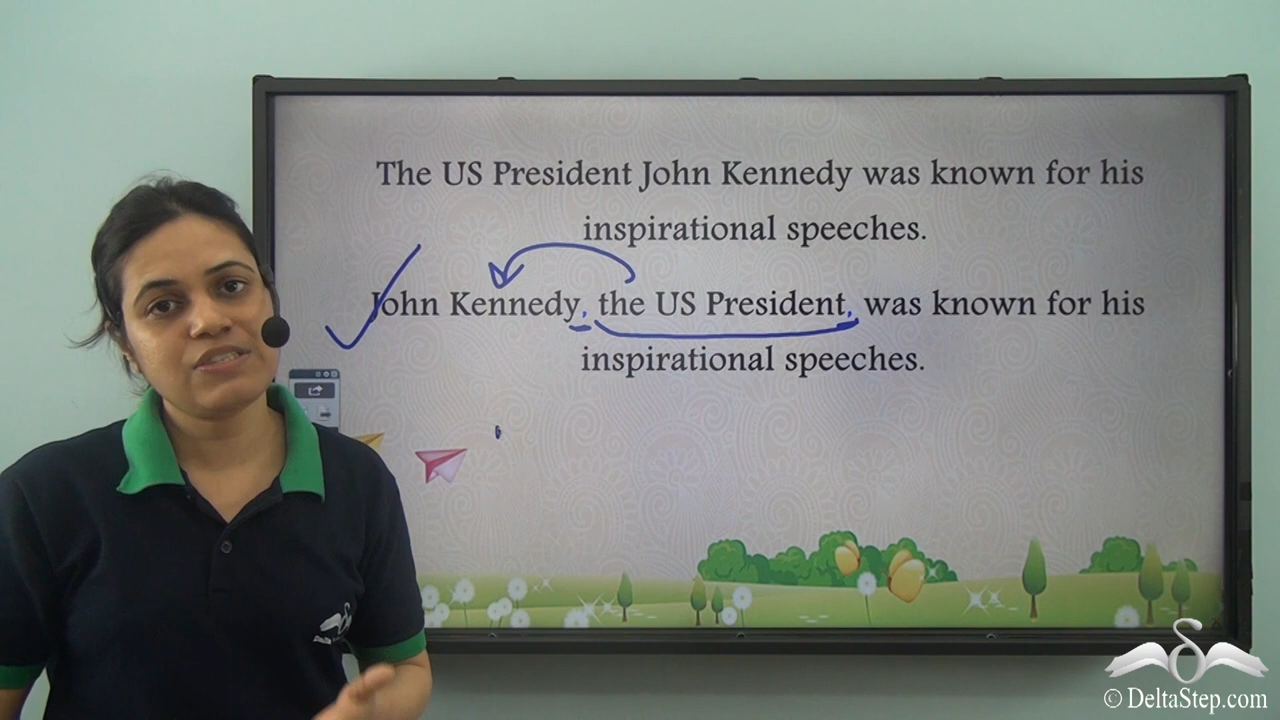 The US President John Kennedy was known for his
inspirational speeches.
John Kennedy, the US President, was known for his
inspirational speeches.
© DeltaStep.com